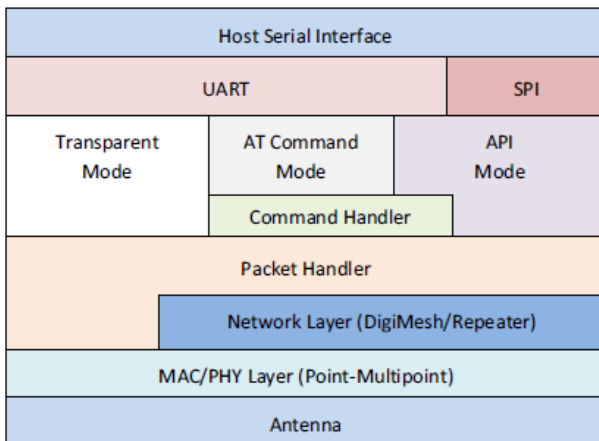 Host Serial Interface
UART
SPI
Transparent
Mode
AT Command
Mode
API
Mode
Command Handler
Packet Handler
Network Layer (DigiMesh/Repeater)
MAC/PHY Layer (Point-Multipoint)
Antenna